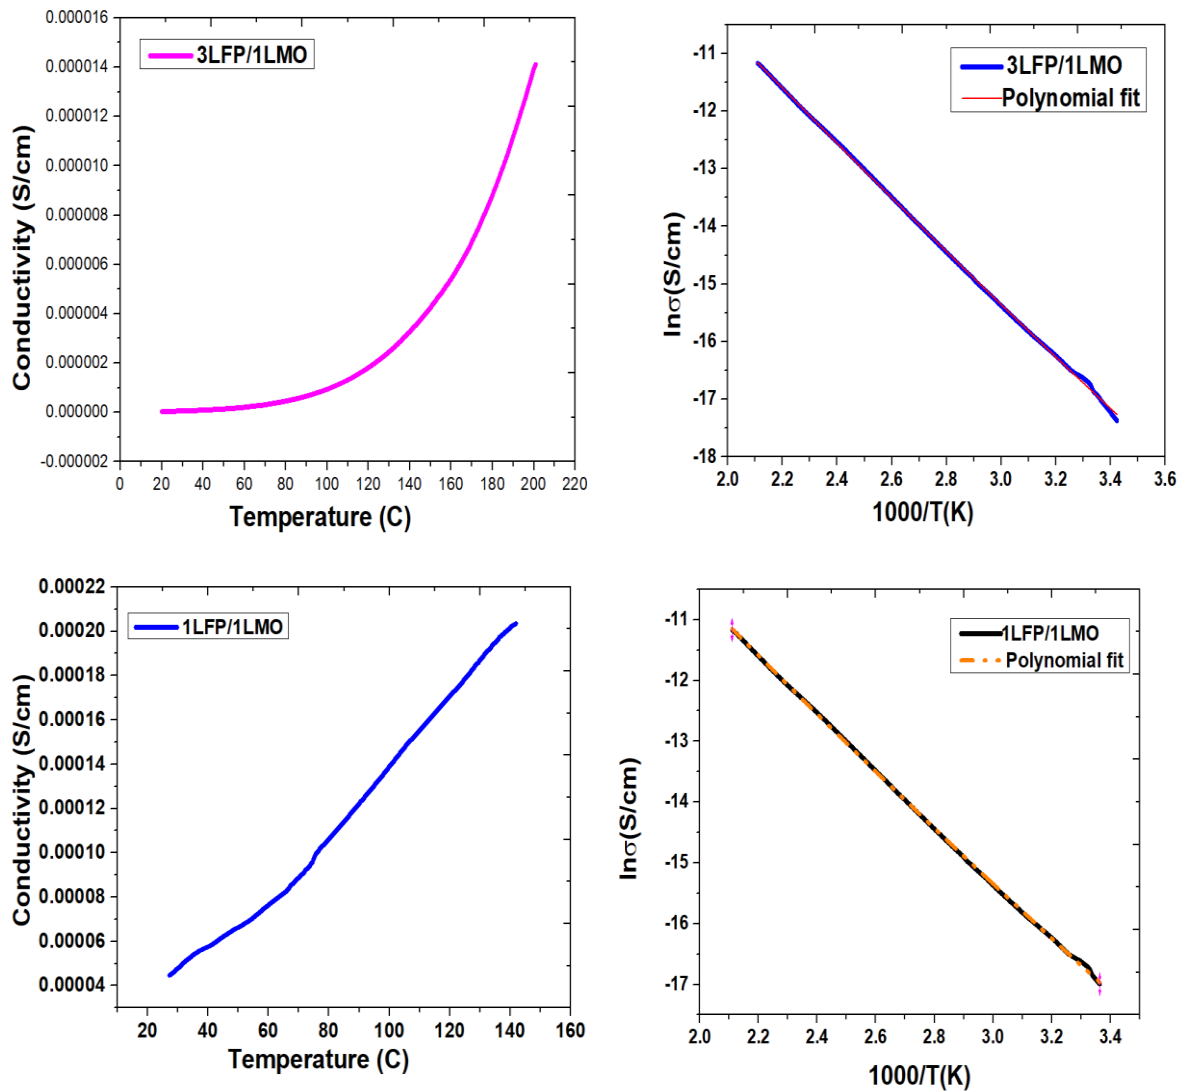 3LFP/1LMO
0.000016
0.000014
0.000012
0.000010
0.000008
0.000006
0.000004
0.000002
0.000000
-0.000002
Conductivity (S/cm)
0 20 40 60 80 100 120 140 160 180 200 220
Temperature (C)
3LFP/1LMO
Polynomial fit
-11
-12
-13
-14
-15
-16
-17
-18
lnσ(S/cm)
2.0 2.2 2.4 2.6 2.8 3.0 3.2 3.4 3.6
1000/T(K)
1LFP/1LMO
0.00022
0.00020
0.00018
0.00016
0.00014
0.00012
0.00010
0.00008
0.00006
0.00004
Conductivity (S/cm)
20 40 60 80 100 120 140 160
Temperature (C)
1LFP/1LMO
Polynomial fit
-11
-12
-13
-14
-15
-16
-17
lnσ(S/cm)
2.0 2.2 2.4 2.6 2.8 3.0 3.2 3.4
1000/T(K)